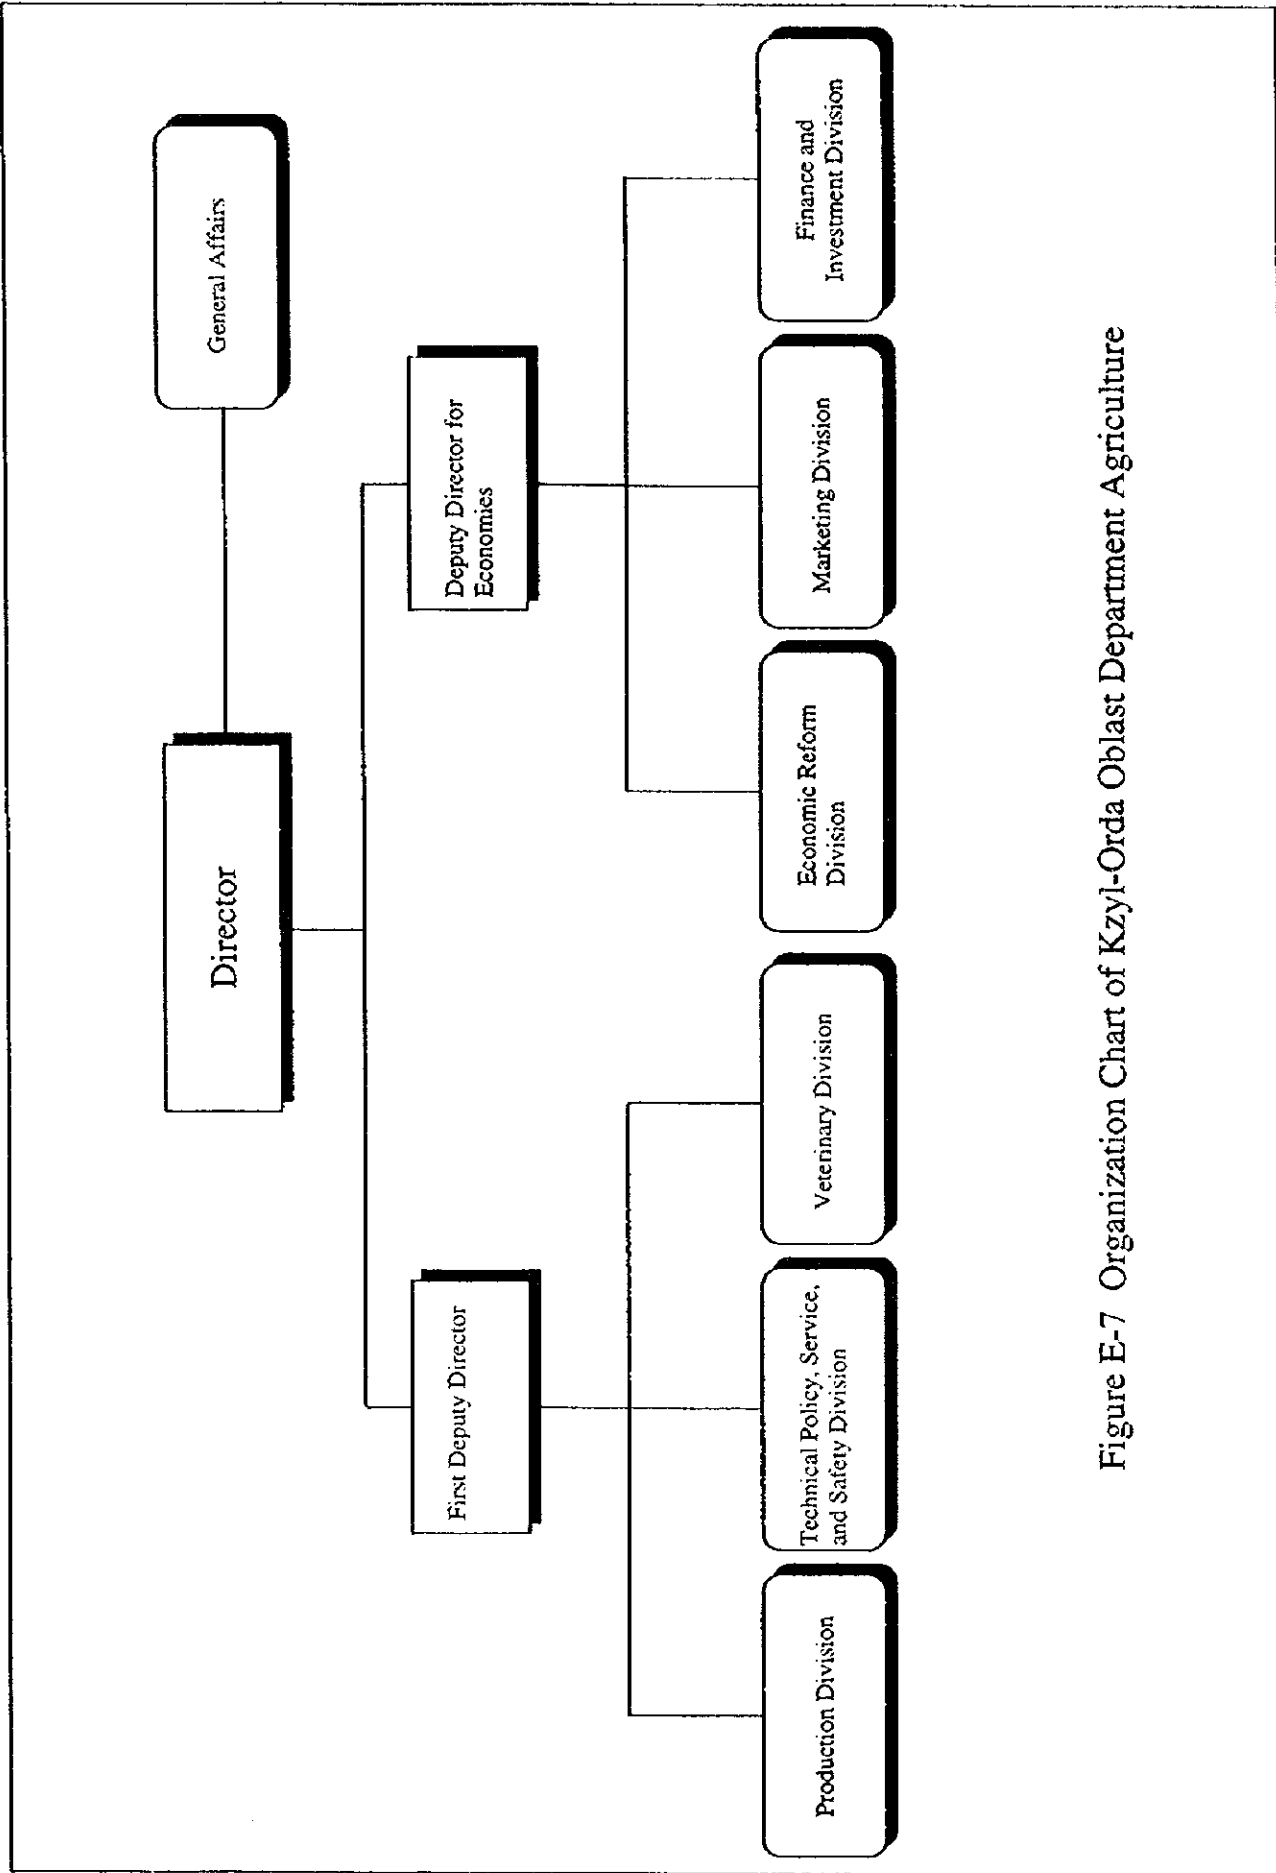 General Affairs
Director
Deputy Director for
Economies
First Deputy Director
Production Division
Technical Policy, Service,
and Safety Division
Veterinary Division
Economic Reform
Division
Marketing Division
Finance and
Investment Division
Figure E-7 Organization Chart of Kzyl-Orda Oblast Department Agriculture